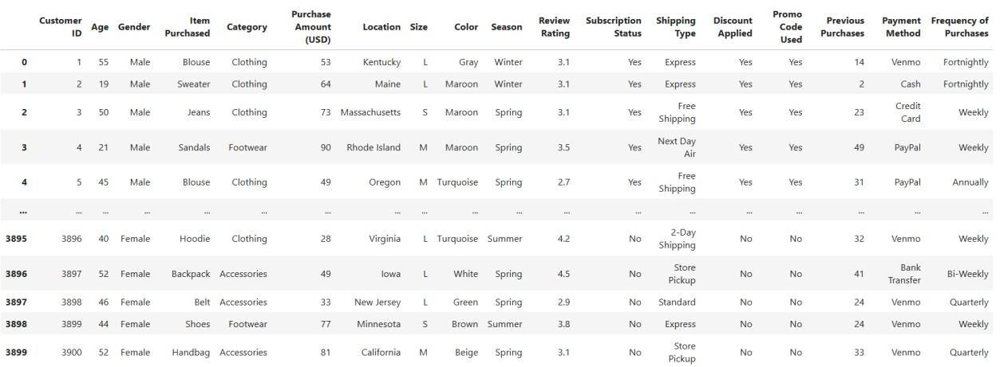 Customer ID Age Gender Item Purchased Category Purchase Amount (USD) Location Size Color Season Review Rating Subscription Status Shipping Type Discount Applied Promo Code Used Previous Purchases Payment Method Frequency of Purchases
0 1 55 Male Blouse Clothing 53 Kentucky L Gray Winter 3.1 Yes Express Yes Yes 14 Venmo Fortnightly
1 2 19 Male Sweater Clothing 64 Maine L Maroon Winter 3.1 Yes Express Yes Yes 2 Cash Fortnightly
2 3 50 Male Jeans Clothing 73 Massachusetts S Maroon Spring 3.1 Yes Free Shipping Yes Yes 23 Credit Card Weekly
3 4 21 Male Sandals Footwear 90 Rhode Island M Maroon Spring 3.5 Yes Next Day Air Yes Yes 49 PayPal Weekly
4 5 45 Male Blouse Clothing 49 Oregon M Turquoise Spring 2.7 Yes Free Shipping Yes Yes 31 PayPal Annually
... ... ... ... ... ... ... ... ... ... ... ... ... ... ... ... ... ... ...
3895 3896 40 Female Hoodie Clothing 28 Virginia L Turquoise Summer 4.2 No 2-Day Shipping No No 32 Venmo Weekly
3896 3897 52 Female Backpack Accessories 49 Iowa L White Spring 4.5 No Store Pickup No No 41 Bank Transfer Bi-Weekly
3897 3898 46 Female Belt Accessories 33 New Jersey L Green Spring 2.9 No Standard No No 24 Venmo Quarterly
3898 3899 44 Female Shoes Footwear 77 Minnesota S Brown Summer 3.8 No Express No No 24 Venmo Weekly
3899 3900 52 Female Handbag Accessories 81 California M Beige Spring 3.1 No Store Pickup No No 33 Venmo Quarterly